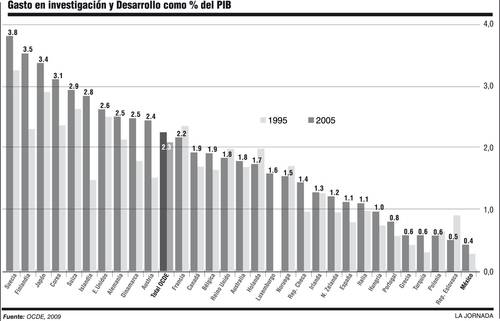 Gasto en investigación y Desarrollo como % del PIB
4,0
3,0
2,0
1,0
0,0
1995 2005
3.8 3.5 3.4 3.1 2.9 2.8 2.6 2.5 2.5 2.4 2.3 2.2 1.9 1.9 1.8 1.8 1.7 1.6 1.5 1.4 1.3 1.2 1.1 1.1 1.0 0.8 0.6 0.6 0.6 0.5 0.4
Suecia
Finlandia
Japón
Corea
Suiza
Islandia
E. Unidos
Alemania
Dinamarca
Austria
Total OCDE
Francia
Canadá
Bélgica
Reino Unido
Australia
Holanda
Luxemburgo
Noruega
Rep. Checa
Irlanda
N. Zelanda
España
Italia
Hungría
Portugal
Grecia
Turquía
Polonia
Rep. Eslovaca
México
Fuente: OCDE, 2009
LA JORNADA